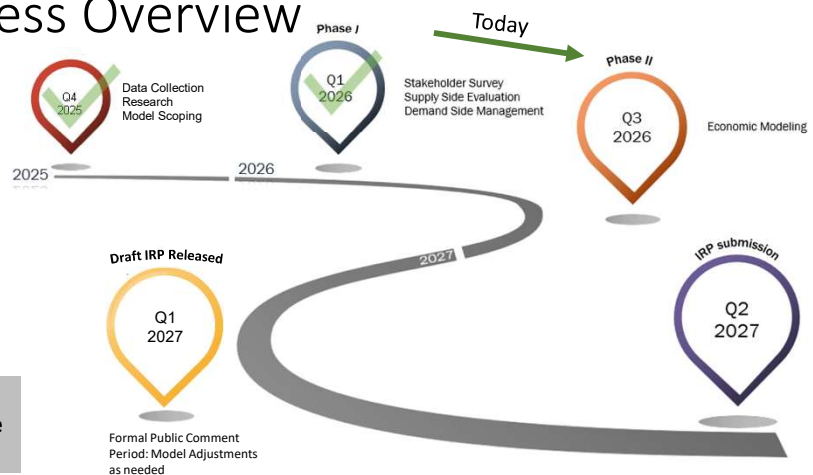 ess Overview
Today
Q4
2025
Data Collection
Research
Model Scoping
Phase I
Q1
2026
Stakeholder Survey
Supply Side Evaluation
Demand Side Management
Phase II
Q3
2026
Economic Modeling
2025
2026
2027
Draft IRP Released
Q1
2027
Formal Public Comment
Period: Model Adjustments
as needed
IRP submission
Q2
2027
e